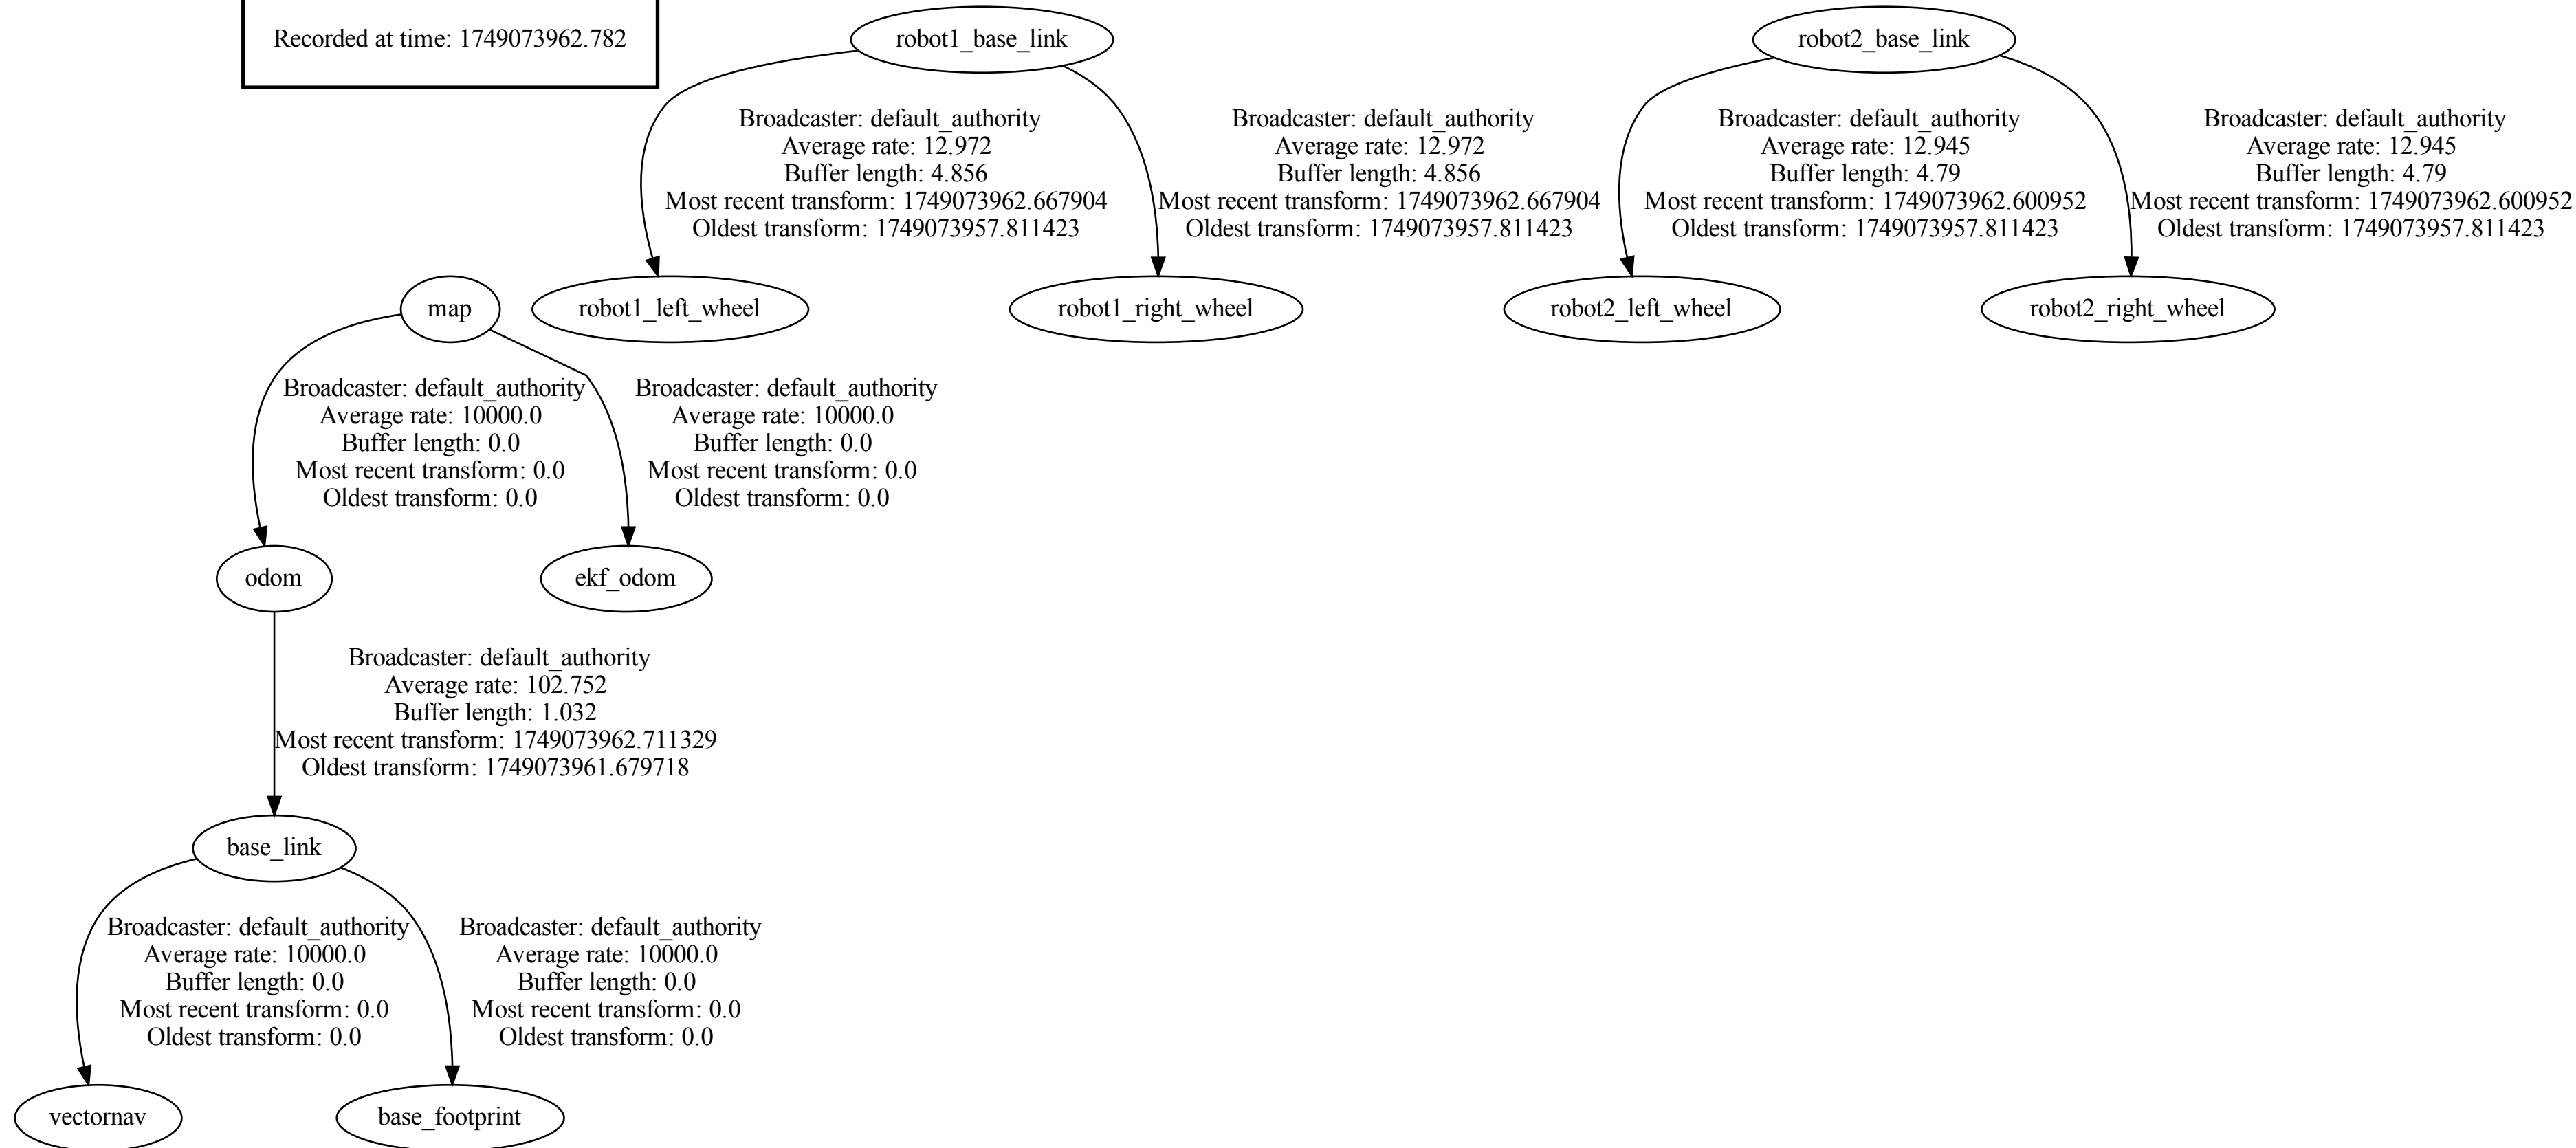 Recorded at time: 1749073962.782
robot1_base_link
robot2_base_link
Broadcaster: default_authority
Average rate: 12.972
Buffer length: 4.856
Most recent transform: 1749073962.667904
Oldest transform: 1749073957.811423
Broadcaster: default_authority
Average rate: 12.972
Buffer length: 4.856
Most recent transform: 1749073962.667904
Oldest transform: 1749073957.811423
Broadcaster: default_authority
Average rate: 12.945
Buffer length: 4.79
Most recent transform: 1749073962.600952
Oldest transform: 1749073957.811423
Broadcaster: default_authority
Average rate: 12.945
Buffer length: 4.79
Most recent transform: 1749073962.600952
Oldest transform: 1749073957.811423
map
robot1_left_wheel
robot1_right_wheel
robot2_left_wheel
robot2_right_wheel
Broadcaster: default_authority
Average rate: 10000.0
Buffer length: 0.0
Most recent transform: 0.0
Oldest transform: 0.0
Broadcaster: default_authority
Average rate: 10000.0
Buffer length: 0.0
Most recent transform: 0.0
Oldest transform: 0.0
odom
ekf_odom
Broadcaster: default_authority
Average rate: 102.752
Buffer length: 1.032
Most recent transform: 1749073962.711329
Oldest transform: 1749073961.679718
base_link
Broadcaster: default_authority
Average rate: 10000.0
Buffer length: 0.0
Most recent transform: 0.0
Oldest transform: 0.0
Broadcaster: default_authority
Average rate: 10000.0
Buffer length: 0.0
Most recent transform: 0.0
Oldest transform: 0.0
vectornav
base_footprint